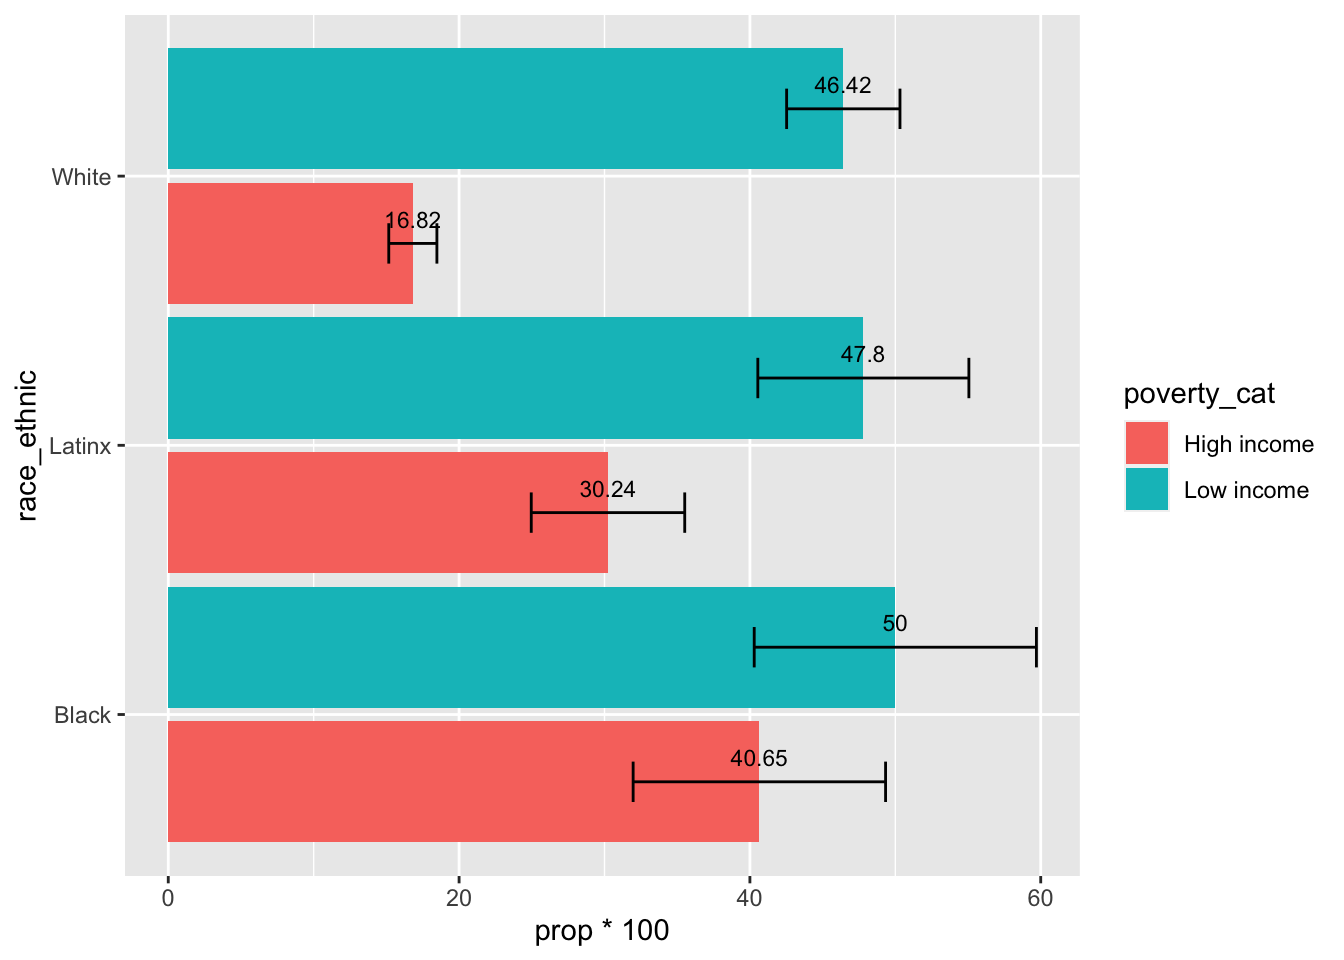 46.42
White
16.82
47.8
race_ethnic
Latinx
30.24
50
Black
40.65
0 20 40 60
prop * 100
poverty_cat
High income
Low income